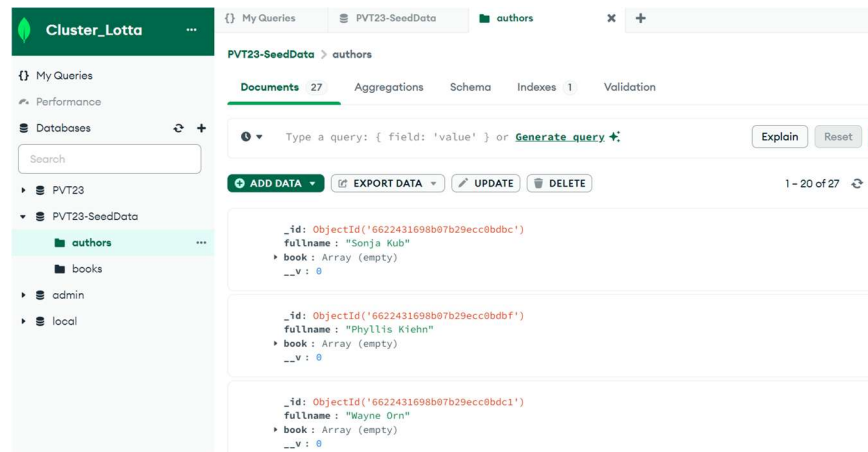 Cluster_Lotta ...
{} My Queries
Performance
Databases
Search
PVT23
PVT23-SeedData
authors ...
books
admin
local
{} My Queries PVT23-SeedData authors
PVT23-SeedData > authors
Documents 27 Aggregations Schema Indexes 1 Validation
Type a query: { field: 'value' } or Generate query
Explain Reset
ADD DATA EXPORT DATA UPDATE DELETE 1 – 20 of 27
_id: ObjectId('6622431698b07b29ecc0bdbc')
fullname : "Sonja Kub"
book : Array (empty)
__v : 0
_id: ObjectId('6622431698b07b29ecc0bdbf')
fullname : "Phyllis Kiehn"
book : Array (empty)
__v : 0
_id: ObjectId('6622431698b07b29ecc0bdc1')
fullname : "Wayne Orn"
book : Array (empty)
__v : 0